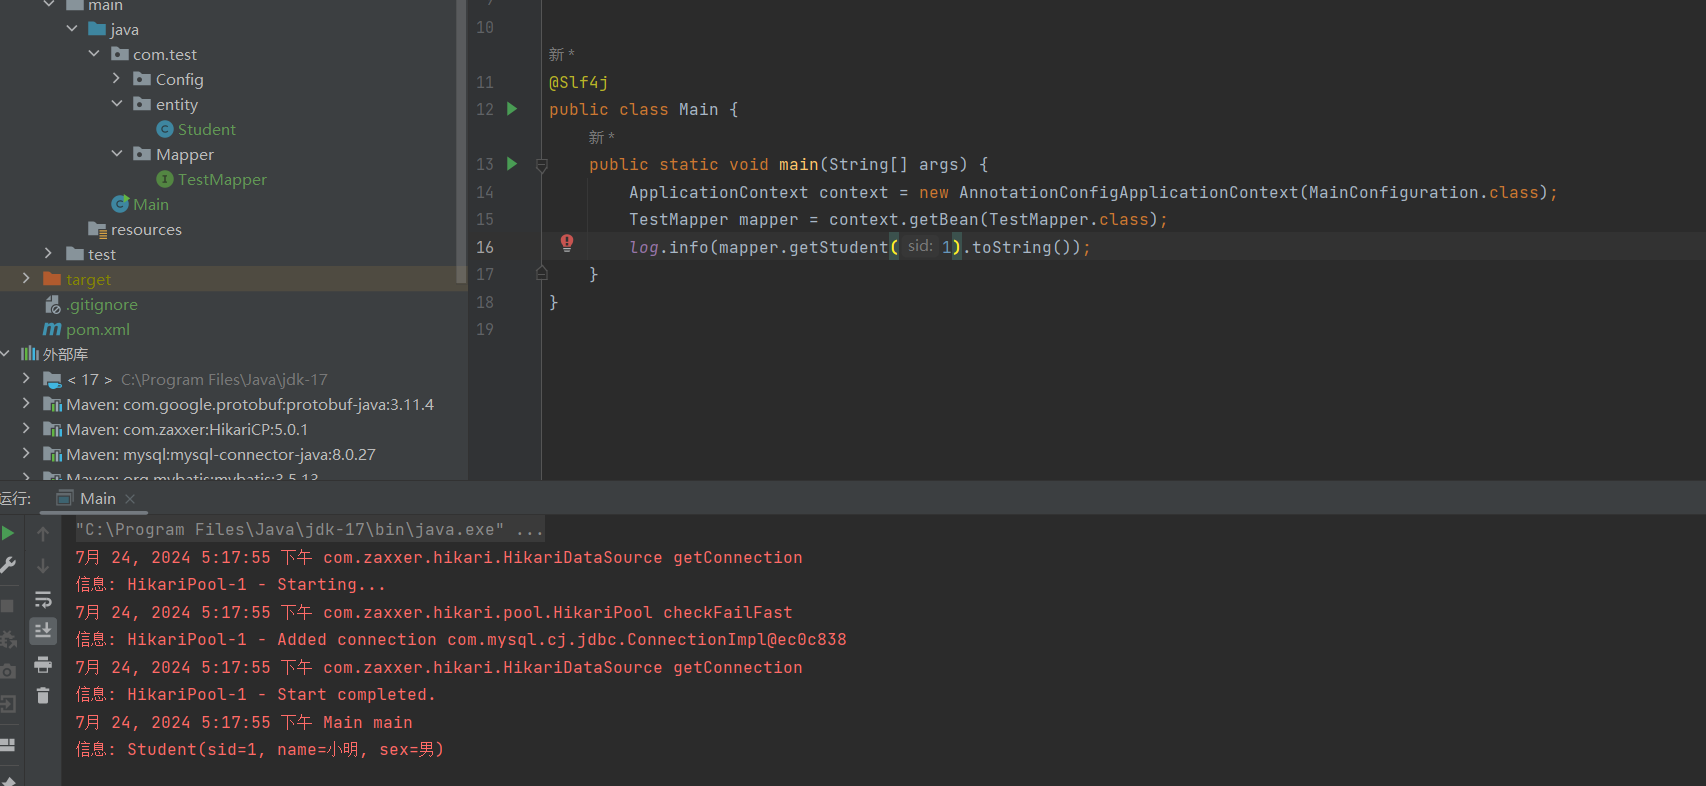 main
java
com.test
Config
entity
Student
Mapper
TestMapper
Main
resources
test
target
.gitignore
pom.xml
外部库
< 17 > C:\Program Files\Java\jdk-17
Maven: com.google.protobuf:protobuf-java:3.11.4
Maven: com.zaxxer:HikariCP:5.0.1
Maven: mysql:mysql-connector-java:8.0.27
Maven: org.mybatis:mybatis:3.5.13
10
新 *
11 @Slf4j
12 public class Main {
新 *
13 public static void main(String[] args) {
14 ApplicationContext context = new AnnotationConfigApplicationContext(MainConfiguration.class);
15 TestMapper mapper = context.getBean(TestMapper.class);
16 log.info(mapper.getStudent( sid: 1).toString());
17 }
18 }
19
运行: Main
"C:\Program Files\Java\jdk-17\bin\java.exe" ...
7月 24, 2024 5:17:55 下午 com.zaxxer.hikari.HikariDataSource getConnection
信息: HikariPool-1 - Starting...
7月 24, 2024 5:17:55 下午 com.zaxxer.hikari.pool.HikariPool checkFailFast
信息: HikariPool-1 - Added connection com.mysql.cj.jdbc.ConnectionImpl@ec0c838
7月 24, 2024 5:17:55 下午 com.zaxxer.hikari.HikariDataSource getConnection
信息: HikariPool-1 - Start completed.
7月 24, 2024 5:17:55 下午 Main main
信息: Student(sid=1, name=小明, sex=男)